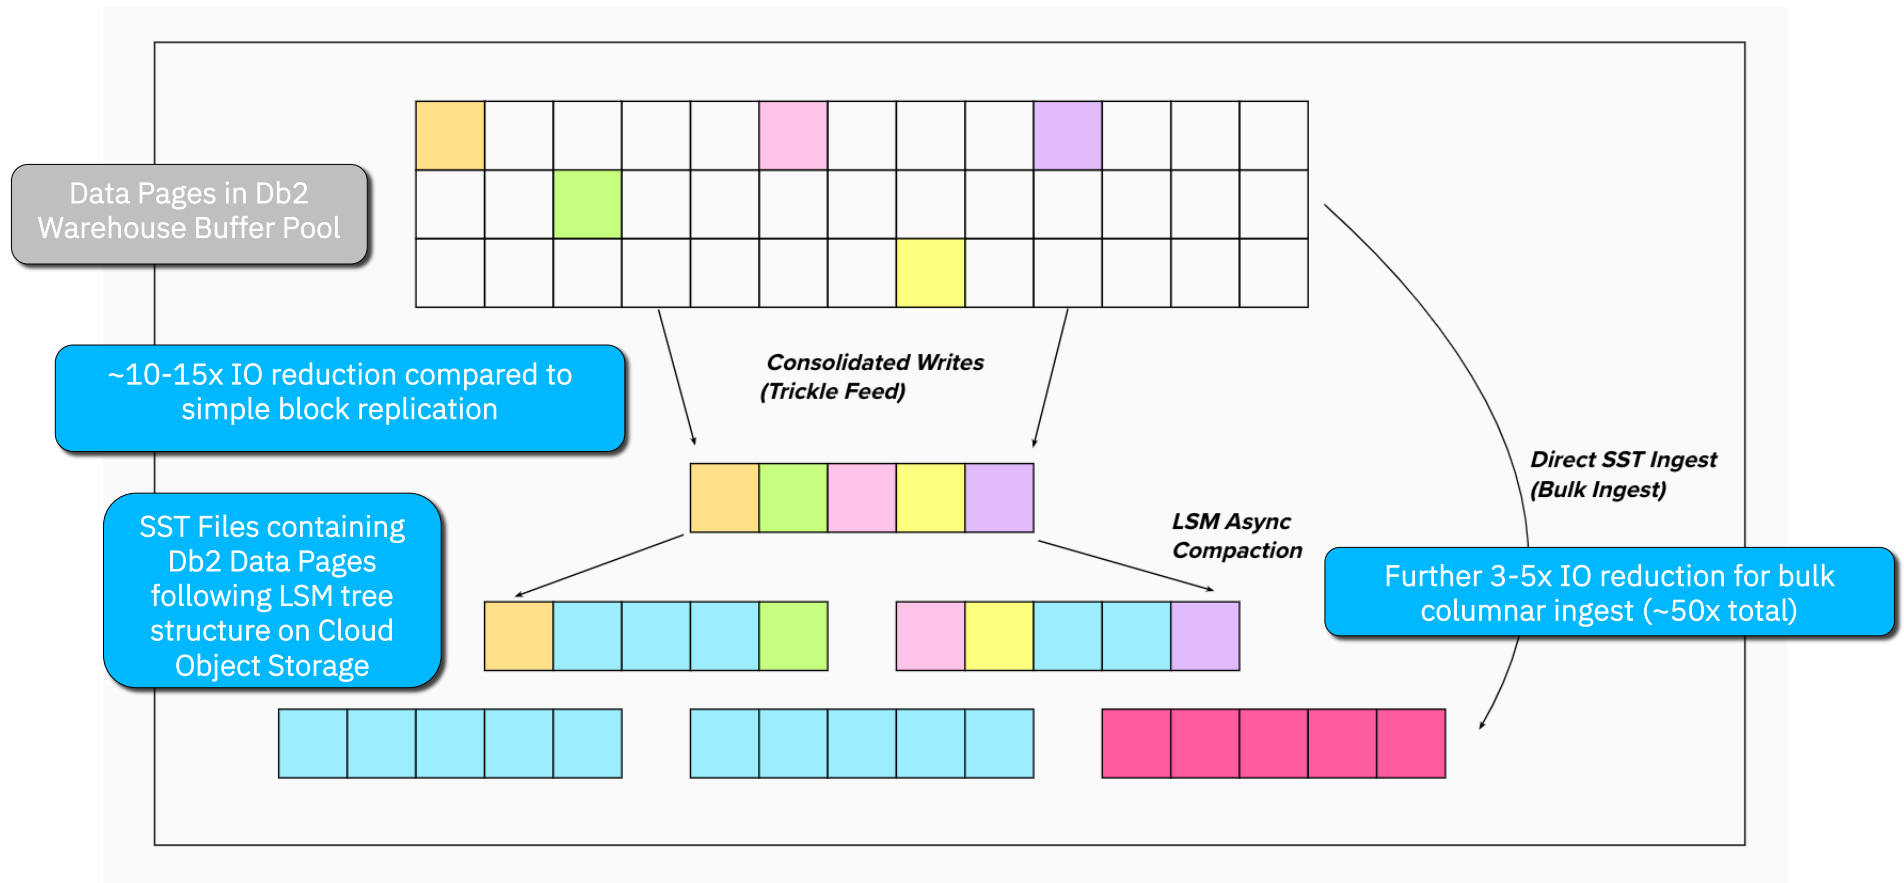 Data Pages in Db2
Warehouse Buffer Pool
~10-15x IO reduction compared to
simple block replication
Consolidated Writes
(Trickle Feed)
Direct SST Ingest
(Bulk Ingest)
SST Files containing
Db2 Data Pages
following LSM tree
structure on Cloud
Object Storage
LSM Async
Compaction
Further 3-5x IO reduction for bulk
columnar ingest (~50x total)